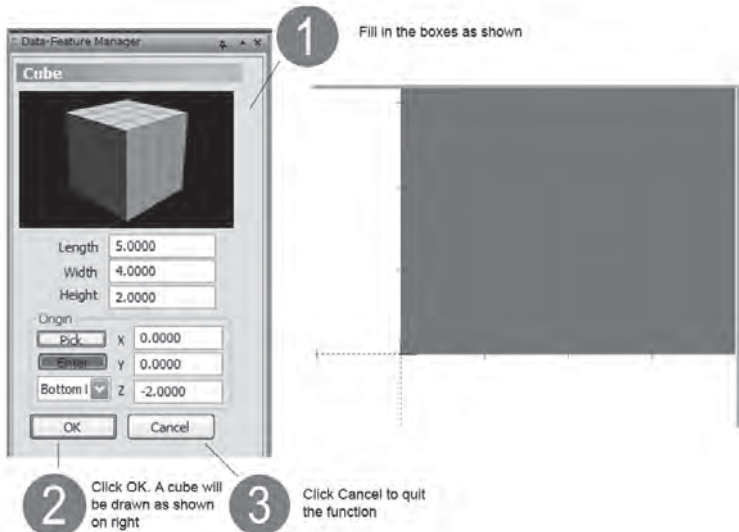 1
Fill in the boxes as shown
Data-Feature Manager
Cube
Length 5.0000
Width 4.0000
Height 2.0000
Origin
Pick X 0.0000
Enter Y 0.0000
Bottom l Z -2.0000
OK Cancel
2
Click OK. A cube will
be drawn as shown
on right
3
Click Cancel to quit
the function